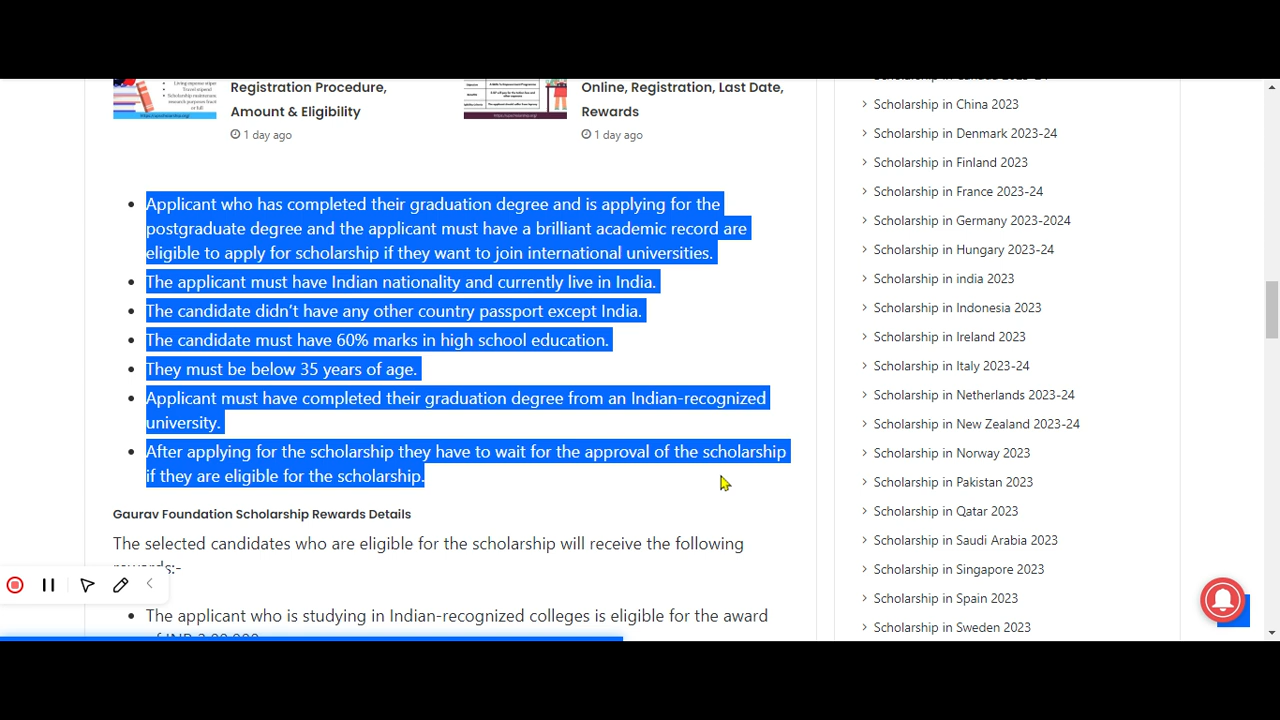 Registration Procedure,
Amount & Eligibility
1 day ago
Online, Registration, Last Date,
Rewards
1 day ago
Applicant who has completed their graduation degree and is applying for the
postgraduate degree and the applicant must have a brilliant academic record are
eligible to apply for scholarship if they want to join international universities.
The applicant must have Indian nationality and currently live in India.
The candidate didn't have any other country passport except India.
The candidate must have 60% marks in high school education.
They must be below 35 years of age.
Applicant must have completed their graduation degree from an Indian-recognized
university.
After applying for the scholarship they have to wait for the approval of the scholarship
if they are eligible for the scholarship.
Gaurav Foundation Scholarship Rewards Details
The selected candidates who are eligible for the scholarship will receive the following
rewards:-
The applicant who is studying in Indian-recognized colleges is eligible for the award
Scholarship in China 2023
Scholarship in Denmark 2023-24
Scholarship in Finland 2023
Scholarship in France 2023-24
Scholarship in Germany 2023-2024
Scholarship in Hungary 2023-24
Scholarship in india 2023
Scholarship in Indonesia 2023
Scholarship in Ireland 2023
Scholarship in Italy 2023-24
Scholarship in Netherlands 2023-24
Scholarship in New Zealand 2023-24
Scholarship in Norway 2023
Scholarship in Pakistan 2023
Scholarship in Qatar 2023
Scholarship in Saudi Arabia 2023
Scholarship in Singapore 2023
Scholarship in Spain 2023
Scholarship in Sweden 2023